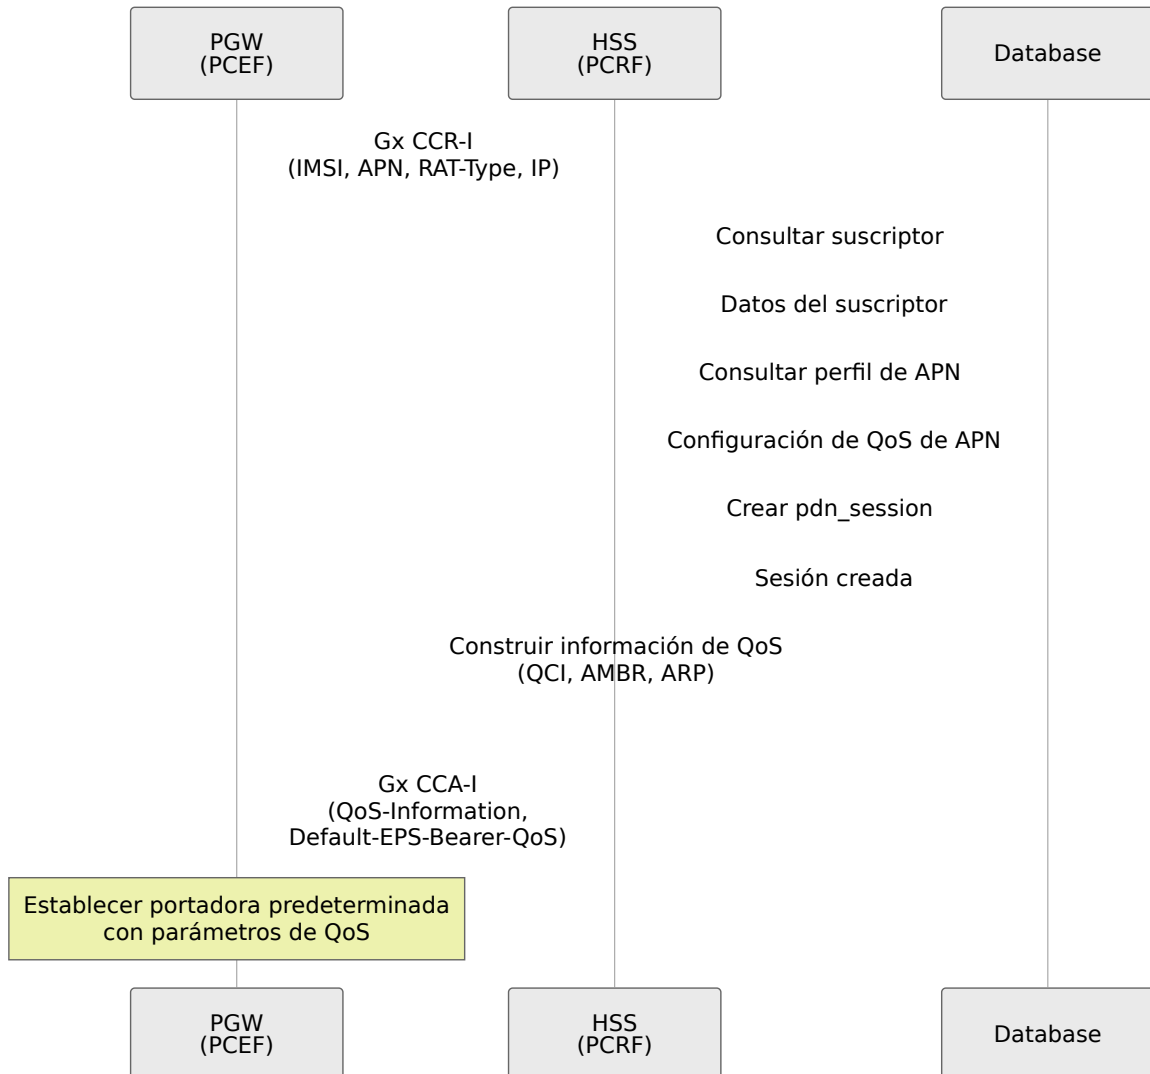 PGW
(PCEF)
HSS
(PCRF)
Database
Gx CCR-I
(IMSI, APN, RAT-Type, IP)
Consultar suscriptor
Datos del suscriptor
Consultar perfil de APN
Configuración de QoS de APN
Crear pdn_session
Sesión creada
Construir información de QoS
(QCI, AMBR, ARP)
Gx CCA-I
(QoS-Information,
Default-EPS-Bearer-QoS)
Establecer portadora predeterminada
con parámetros de QoS
PGW
(PCEF)
HSS
(PCRF)
Database